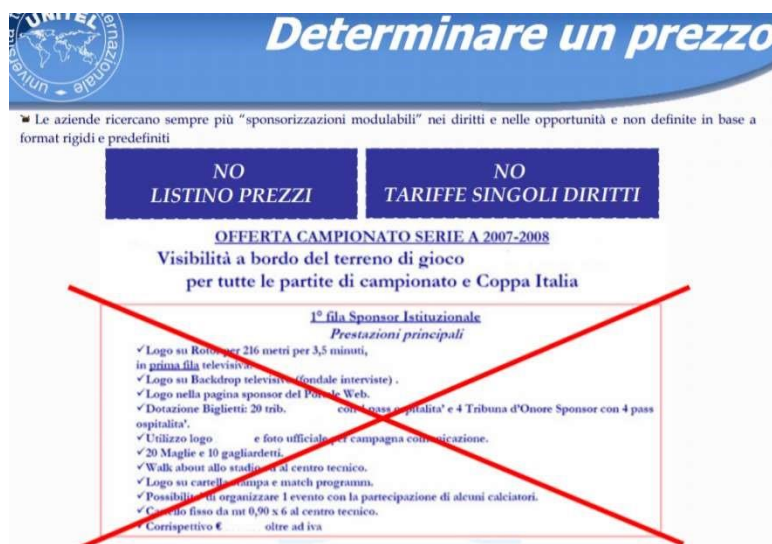 UNITEL
Determinare un prezzo
Le aziende ricercano sempre più “sponsorizzazioni modulabili” nei diritti e nelle opportunità e non definite in base a
format rigidi e predefiniti
NO
LISTINO PREZZI
NO
TARIFFE SINGOLI DIRITTI
OFFERTA CAMPIONATO SERIE A 2007-2008
Visibilità a bordo del terreno di gioco
per tutte le partite di campionato e Coppa Italia
1° fila Sponsor Istituzionale
Prestazioni principali
✓Logo su Rotor per 216 metri per 3,5 minuti,
in prima fila televisiva.
✓Logo su Backdrop televisivo (fondale interviste) .
✓Logo nella pagina sponsor del Portale Web.
✓Dotazione Biglietti: 20 trib. con 4 pass ospitalita’ e 4 Tribuna d’Onore Sponsor con 4 pass
ospitalita’.
✓Utilizzo logo e foto ufficiale per campagna comunicazione.
✓20 Maglie e 10 gagliardetti.
✓Walk about allo stadio al centro tecnico.
✓Logo su cartella stampa e match programm.
✓Possibilita’ di organizzare 1 evento con la partecipazione di alcuni calciatori.
✓Cartello fisso da mt 0,90 x 6 al centro tecnico.
✓Corrispettivo € oltre ad iva